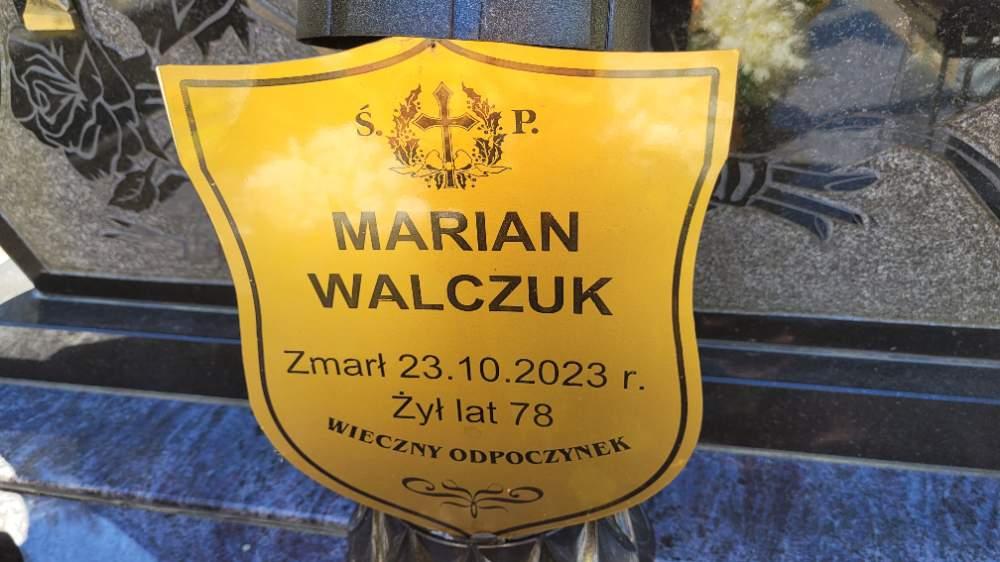 Ś. P.
MARIAN
WALCZUK
Zmarł 23.10.2023 r.
Żył lat 78
WIECZNY ODPOCZYNEK